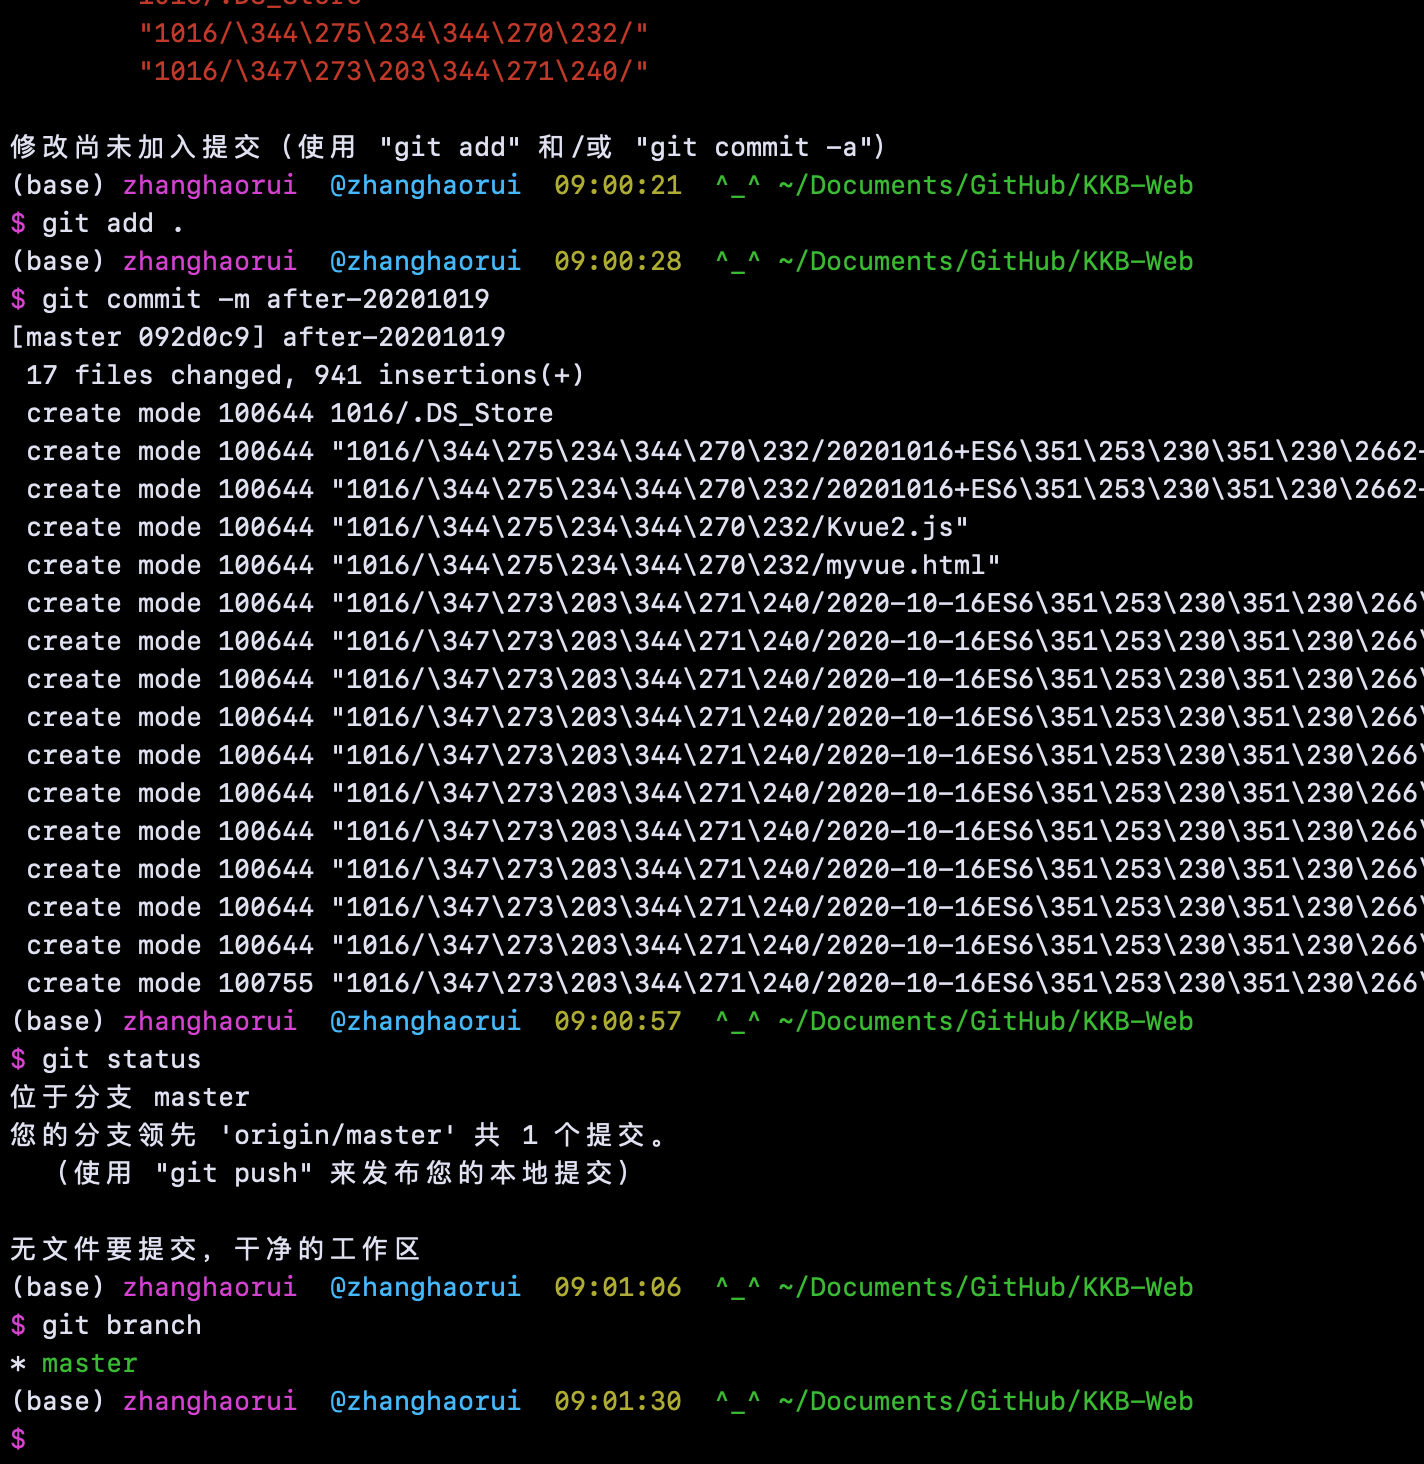 1016/.DS_Store
"1016/\344\275\234\344\270\232/"
"1016/\347\273\203\344\271\240/"
修改尚未加入提交（使用 "git add" 和/或 "git commit -a"）
(base) zhanghaorui  @zhanghaorui  09:00:21  ^_^ ~/Documents/GitHub/KKB-Web
$ git add .
(base) zhanghaorui  @zhanghaorui  09:00:28  ^_^ ~/Documents/GitHub/KKB-Web
$ git commit -m after-20201019
[master 092d0c9] after-20201019
 17 files changed, 941 insertions(+)
 create mode 100644 1016/.DS_Store
 create mode 100644 "1016/\344\275\234\344\270\232/20201016+ES6\351\253\230\351\230\2662-
 create mode 100644 "1016/\344\275\234\344\270\232/20201016+ES6\351\253\230\351\230\2662-
 create mode 100644 "1016/\344\275\234\344\270\232/Kvue2.js"
 create mode 100644 "1016/\344\275\234\344\270\232/myvue.html"
 create mode 100644 "1016/\347\273\203\344\271\240/2020-10-16ES6\351\253\230\351\230\266\
 create mode 100644 "1016/\347\273\203\344\271\240/2020-10-16ES6\351\253\230\351\230\266\
 create mode 100644 "1016/\347\273\203\344\271\240/2020-10-16ES6\351\253\230\351\230\266\
 create mode 100644 "1016/\347\273\203\344\271\240/2020-10-16ES6\351\253\230\351\230\266\
 create mode 100644 "1016/\347\273\203\344\271\240/2020-10-16ES6\351\253\230\351\230\266\
 create mode 100644 "1016/\347\273\203\344\271\240/2020-10-16ES6\351\253\230\351\230\266\
 create mode 100644 "1016/\347\273\203\344\271\240/2020-10-16ES6\351\253\230\351\230\266\
 create mode 100644 "1016/\347\273\203\344\271\240/2020-10-16ES6\351\253\230\351\230\266\
 create mode 100644 "1016/\347\273\203\344\271\240/2020-10-16ES6\351\253\230\351\230\266\
 create mode 100644 "1016/\347\273\203\344\271\240/2020-10-16ES6\351\253\230\351\230\266\
 create mode 100755 "1016/\347\273\203\344\271\240/2020-10-16ES6\351\253\230\351\230\266\
(base) zhanghaorui  @zhanghaorui  09:00:57  ^_^ ~/Documents/GitHub/KKB-Web
$ git status
位于分支 master
您的分支领先 'origin/master' 共 1 个提交。
  （使用 "git push" 来发布您的本地提交）
无文件要提交，干净的工作区
(base) zhanghaorui  @zhanghaorui  09:01:06  ^_^ ~/Documents/GitHub/KKB-Web
$ git branch
* master
(base) zhanghaorui  @zhanghaorui  09:01:30  ^_^ ~/Documents/GitHub/KKB-Web
$